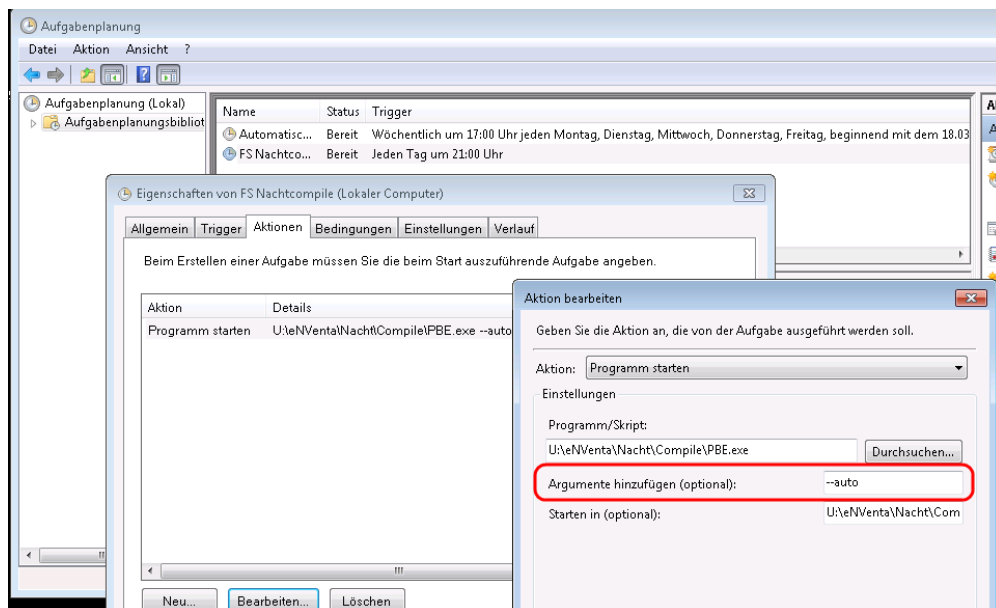 Aufgabenplanung
Datei Aktion Ansicht ?
Aufgabenplanung (Lokal)
Aufgabenplanungsbibliot
Name Status Trigger
Automatisc... Bereit Wöchentlich um 17:00 Uhr jeden Montag, Dienstag, Mittwoch, Donnerstag, Freitag, beginnend mit dem 18.03
FS Nachtco... Bereit Jeden Tag um 21:00 Uhr
Eigenschaften von FS Nachtcompile (Lokaler Computer)
Allgemein Trigger Aktionen Bedingungen Einstellungen Verlauf
Beim Erstellen einer Aufgabe müssen Sie die beim Start auszuführende Aufgabe angeben.
Aktion Details
Programm starten U:\eNVenta\Nacht\Compile\PBE.exe --auto
Neu... Bearbeiten... Löschen
Aktion bearbeiten
Geben Sie die Aktion an, die von der Aufgabe ausgeführt werden soll.
Aktion: Programm starten
Einstellungen
Programm/Skript:
U:\eNVenta\Nacht\Compile\PBE.exe Durchsuchen...
Argumente hinzufügen (optional): --auto
Starten in (optional): U:\eNVenta\Nacht\Com